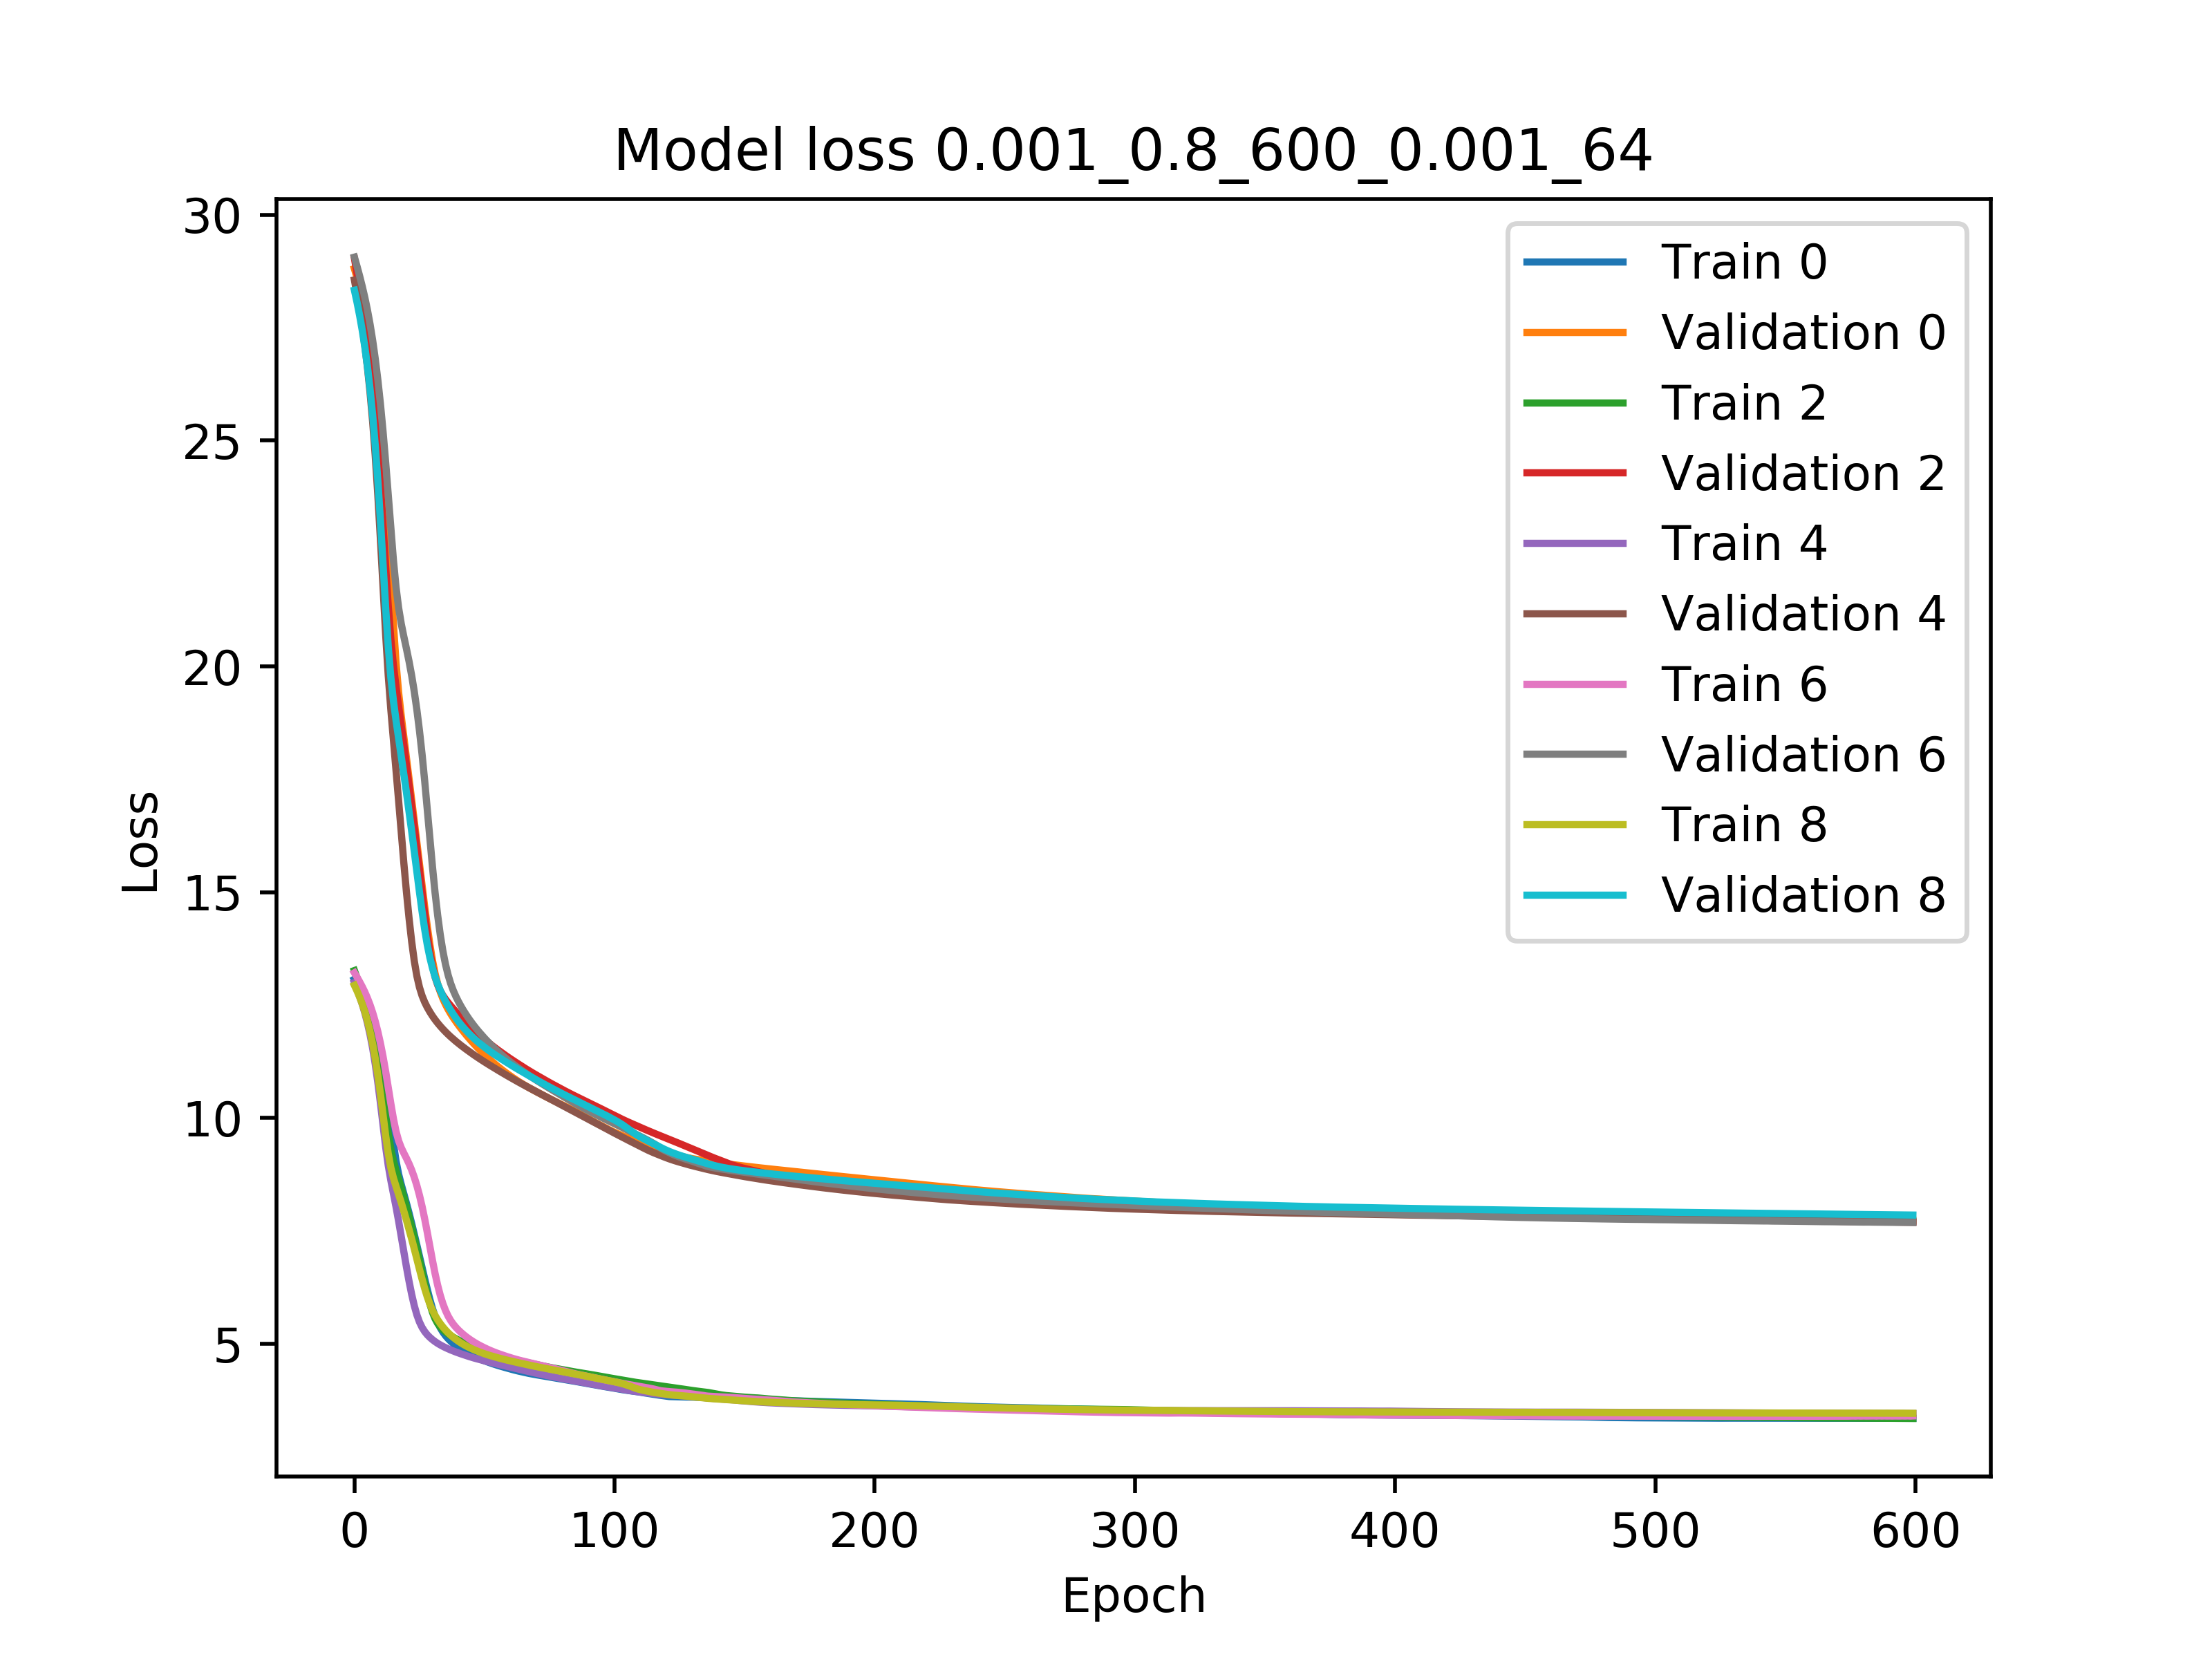 Model loss 0.001_0.8_600_0.001_64
30
25
20
15
10
5
Loss
Train 0
Validation 0
Train 2
Validation 2
Train 4
Validation 4
Train 6
Validation 6
Train 8
Validation 8
0 100 200 300 400 500 600
Epoch